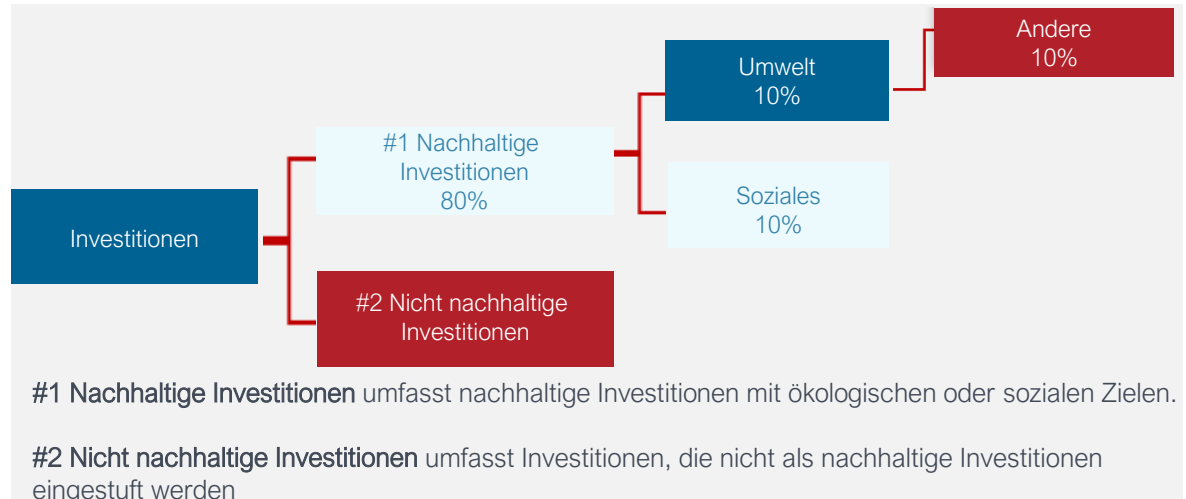 Andere
10%
Umwelt
10%
#1 Nachhaltige
Investitionen
80%
Soziales
10%
Investitionen
#2 Nicht nachhaltige
Investitionen
#1 Nachhaltige Investitionen umfasst nachhaltige Investitionen mit ökologischen oder sozialen Zielen.
#2 Nicht nachhaltige Investitionen umfasst Investitionen, die nicht als nachhaltige Investitionen
eingestuft werden